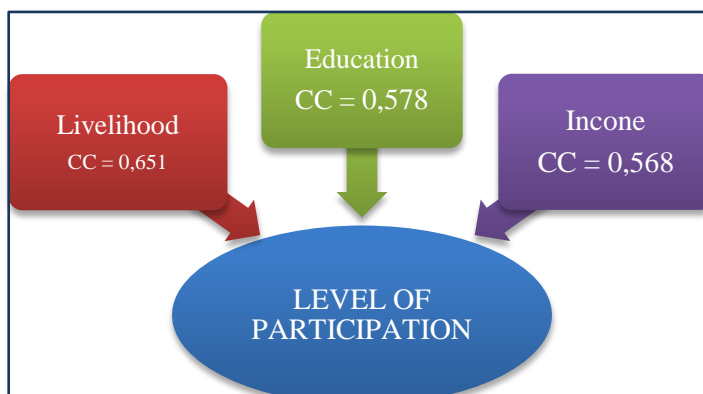 Education
CC = 0,578
Livelihood
CC = 0,651
Incone
CC = 0,568
LEVEL OF
PARTICIPATION